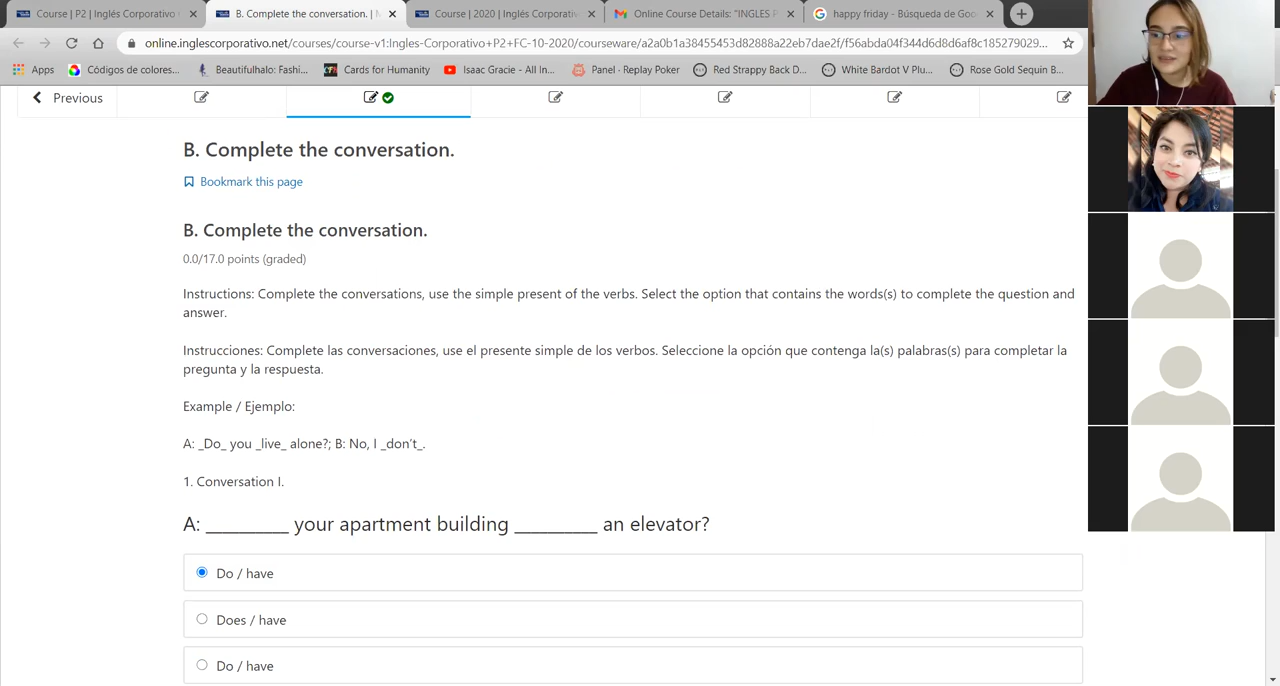 Course | P2 | Inglés Corporativo
B. Complete the conversation. |
Course | 2020 | Inglés Corporati
Online Course Details: "INGLES P
happy friday - Búsqueda de Goo
online.inglescorporativo.net/courses/course-v1:Ingles-Corporativo+P2+FC-10-2020/courseware/a2a0b1a38455453d82888a22eb7dae2f/f56abda04f344d6d8d6af8c185279029...
Apps
Códigos de colores...
Beautifulhalo: Fashi...
Cards for Humanity
Isaac Gracie - All In...
Panel · Replay Poker
Red Strappy Back D...
White Bardot V Plu...
Rose Gold Sequin B...
Previous
B. Complete the conversation.
Bookmark this page
B. Complete the conversation.
0.0/17.0 points (graded)
Instructions: Complete the conversations, use the simple present of the verbs. Select the option that contains the words(s) to complete the question and
answer.
Instrucciones: Complete las conversaciones, use el presente simple de los verbos. Seleccione la opción que contenga la(s) palabras(s) para completar la
pregunta y la respuesta.
Example / Ejemplo:
A: _Do_ you _live_ alone?; B: No, I _don't_.
1. Conversation I.
A: __________ your apartment building __________ an elevator?
Do / have
Does / have
Do / have